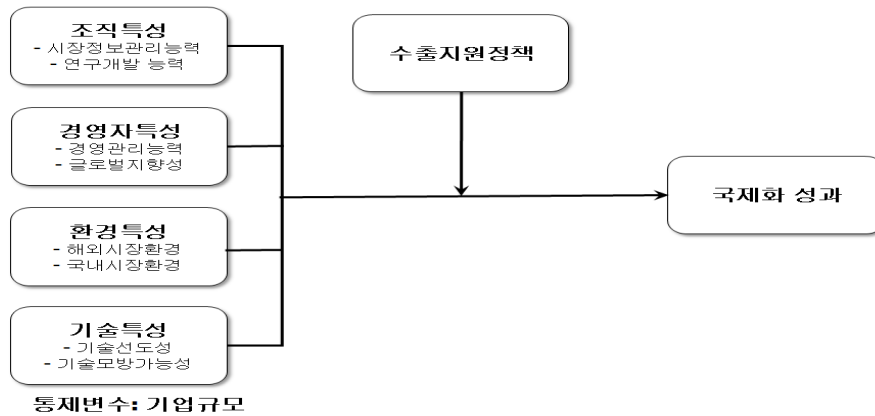 조직특성
- 시장정보관리능력
- 연구개발 능력
수출지원정책
경영자특성
- 경영관리능력
- 글로벌지향성
국제화 성과
환경특성
- 해외시장환경
- 국내시장환경
기술특성
- 기술선도성
- 기술모방가능성
통제변수: 기업규모